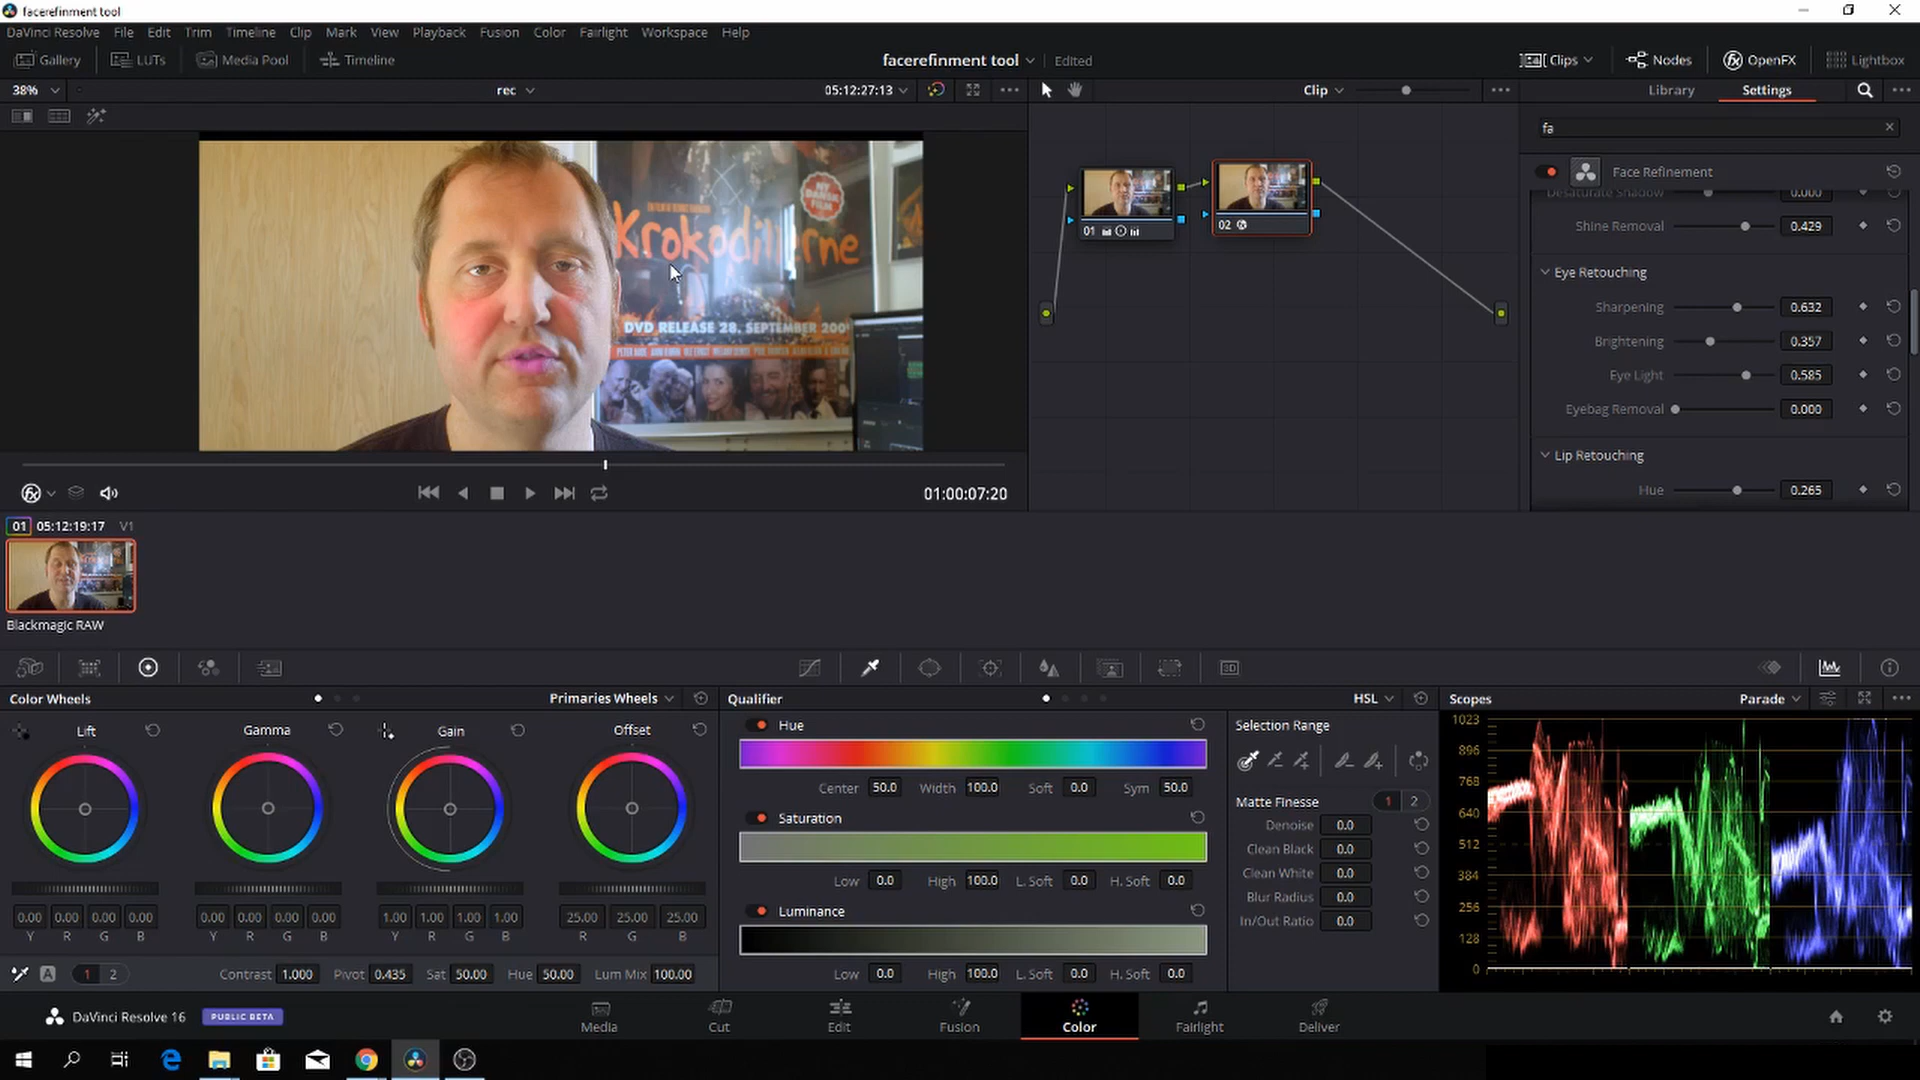 facerefinment tool
DaVinci Resolve File Edit Trim Timeline Clip Mark View Playback Fusion Color Fairlight Workspace Help
Gallery LUTs Media Pool Timeline facerefinment tool Edited Clips Nodes OpenFX Lightbox
38% rec 05:12:27:13 Clip Library Settings
fa
Face Refinement
Desaturate Shadow 0.000
Shine Removal 0.429
Eye Retouching
Sharpening 0.632
Brightening 0.357
Eye Light 0.585
Eyebag Removal 0.000
Lip Retouching
Hue 0.265
01
02
NY
DANSK
FILM
Krokodillerne
DVD RELEASE 28. SEPTEMBER 200
01:00:07:20
01 05:12:19:17 V1
Blackmagic RAW
Color Wheels Primaries Wheels
Lift Gamma Gain Offset
0.00 0.00 0.00 0.00 0.00 0.00 0.00 0.00 1.00 1.00 1.00 1.00 25.00 25.00 25.00
Y R G B Y R G B Y R G B R G B
A 1 2 Contrast 1.000 Pivot 0.435 Sat 50.00 Hue 50.00 Lum Mix 100.00
Qualifier HSL
Hue
Center 50.0 Width 100.0 Soft 0.0 Sym 50.0
Saturation
Low 0.0 High 100.0 L. Soft 0.0 H. Soft 0.0
Luminance
Low 0.0 High 100.0 L. Soft 0.0 H. Soft 0.0
Selection Range
Matte Finesse 1 2
Denoise 0.0
Clean Black 0.0
Clean White 0.0
Blur Radius 0.0
In/Out Ratio 0.0
3D
Scopes Parade
1023
896
768
640
512
384
256
128
0
DaVinci Resolve 16 PUBLIC BETA
Media Cut Edit Fusion Color Fairlight Deliver